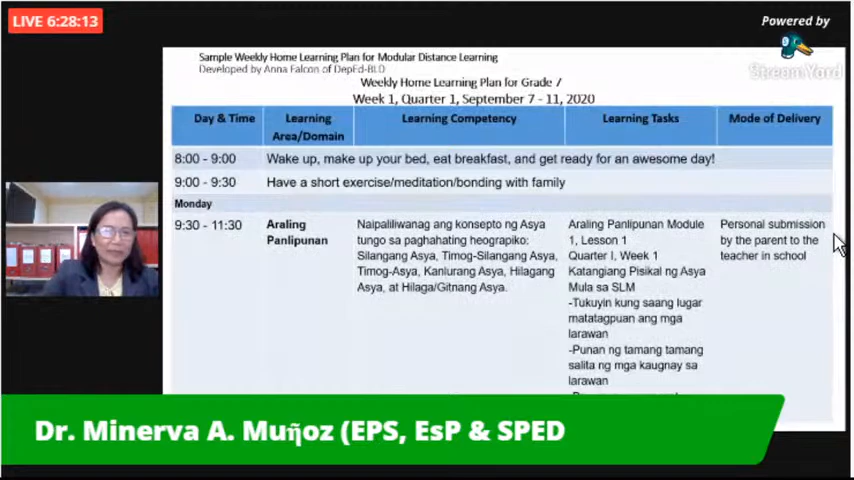 LIVE 6:28:13
Powered by
StreamYard
Sample Weekly Home Learning Plan for Modular Distance Learning
Developed by Anna Falcon of DepEd-BLD
Weekly Home Learning Plan for Grade 7
Week 1, Quarter 1, September 7 - 11, 2020
Day & Time
Learning
Area/Domain
Learning Competency
Learning Tasks
Mode of Delivery
8:00 - 9:00
Wake up, make up your bed, eat breakfast, and get ready for an awesome day!
9:00 - 9:30
Have a short exercise/meditation/bonding with family
Monday
9:30 - 11:30
Araling
Panlipunan
Naipaliliwanag ang konsepto ng Asya
tungo sa paghahating heograpiko:
Silangang Asya, Timog-Silangang Asya,
Timog-Asya, Kanlurang Asya, Hilagang
Asya, at Hilaga/Gitnang Asya.
Araling Panlipunan Module
1, Lesson 1
Quarter I, Week 1
Katangiang Pisikal ng Asya
Mula sa SLM
-Tukuyin kung saang lugar
matatagpuan ang mga
larawan
-Punan ng tamang tamang
salita ng mga kaugnay sa
larawan
Personal submission
by the parent to the
teacher in school
Dr. Minerva A. Muñoz (EPS, EsP & SPED